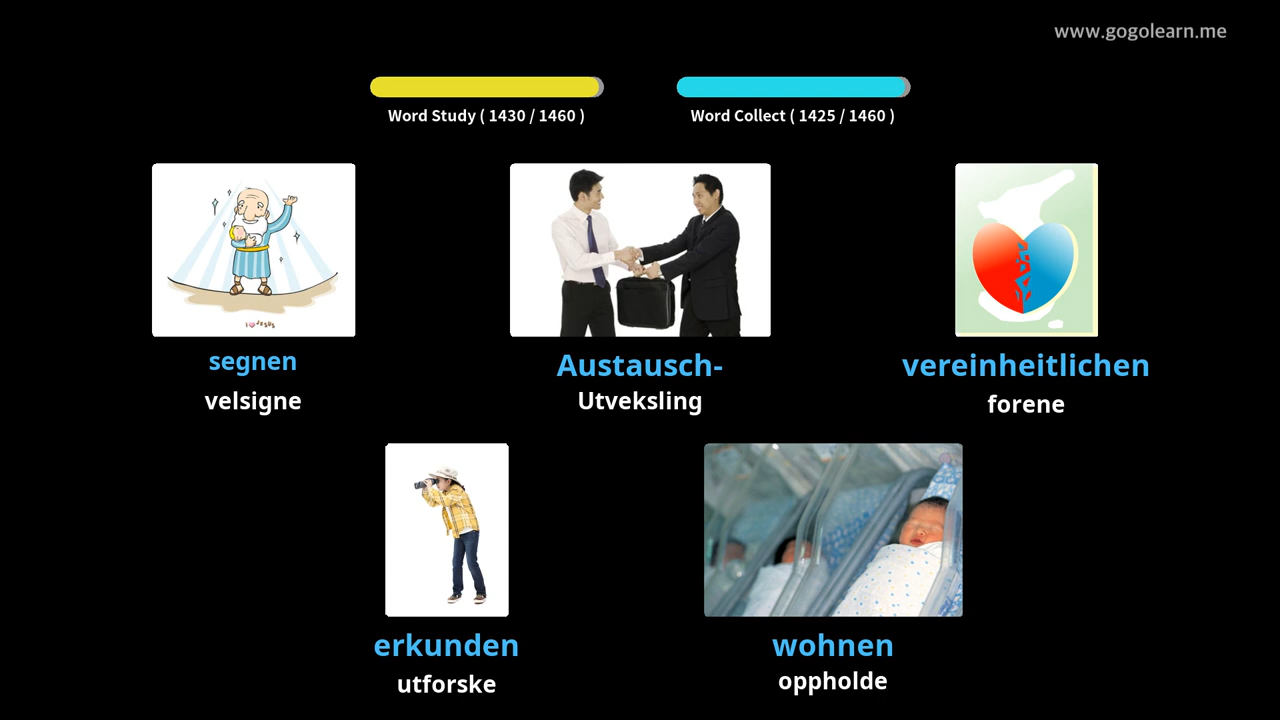 www.gogolearn.me
Word Study ( 1430 / 1460 )
Word Collect ( 1425 / 1460 )
I ♥ JESUS
segnen
velsigne
Austausch-
Utveksling
vereinheitlichen
forene
erkunden
utforske
wohnen
oppholde